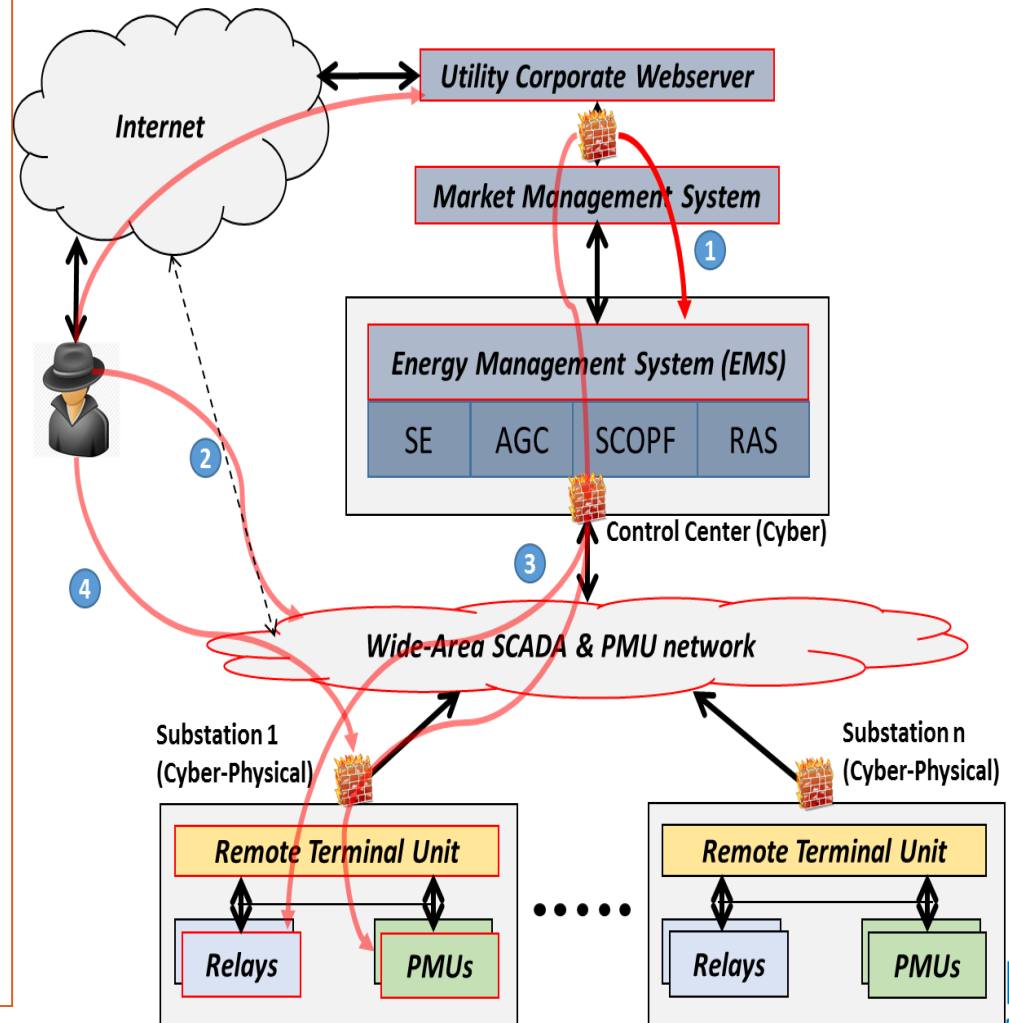 Utility Corporate Webserver
Internet
Market Management System
1
Energy Management System (EMS)
SE AGC SCOPF RAS
2
Control Center (Cyber)
3
4
Wide-Area SCADA & PMU network
Substation 1
(Cyber-Physical)
Substation n
(Cyber-Physical)
Remote Terminal Unit
Remote Terminal Unit
Relays
PMUs
Relays
PMUs